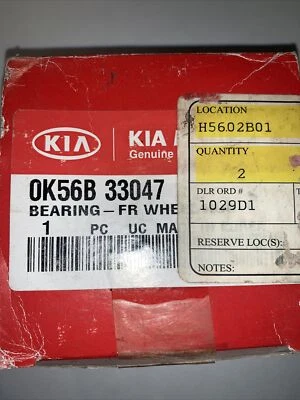 KIA
KIA
Genuine
0K56B 33047
BEARING-FR WHE
1 PC UC MA
LOCATION
H5602B01
QUANTITY
2
DLR ORD #
1029D1
RESERVE LOC(S):
NOTES: